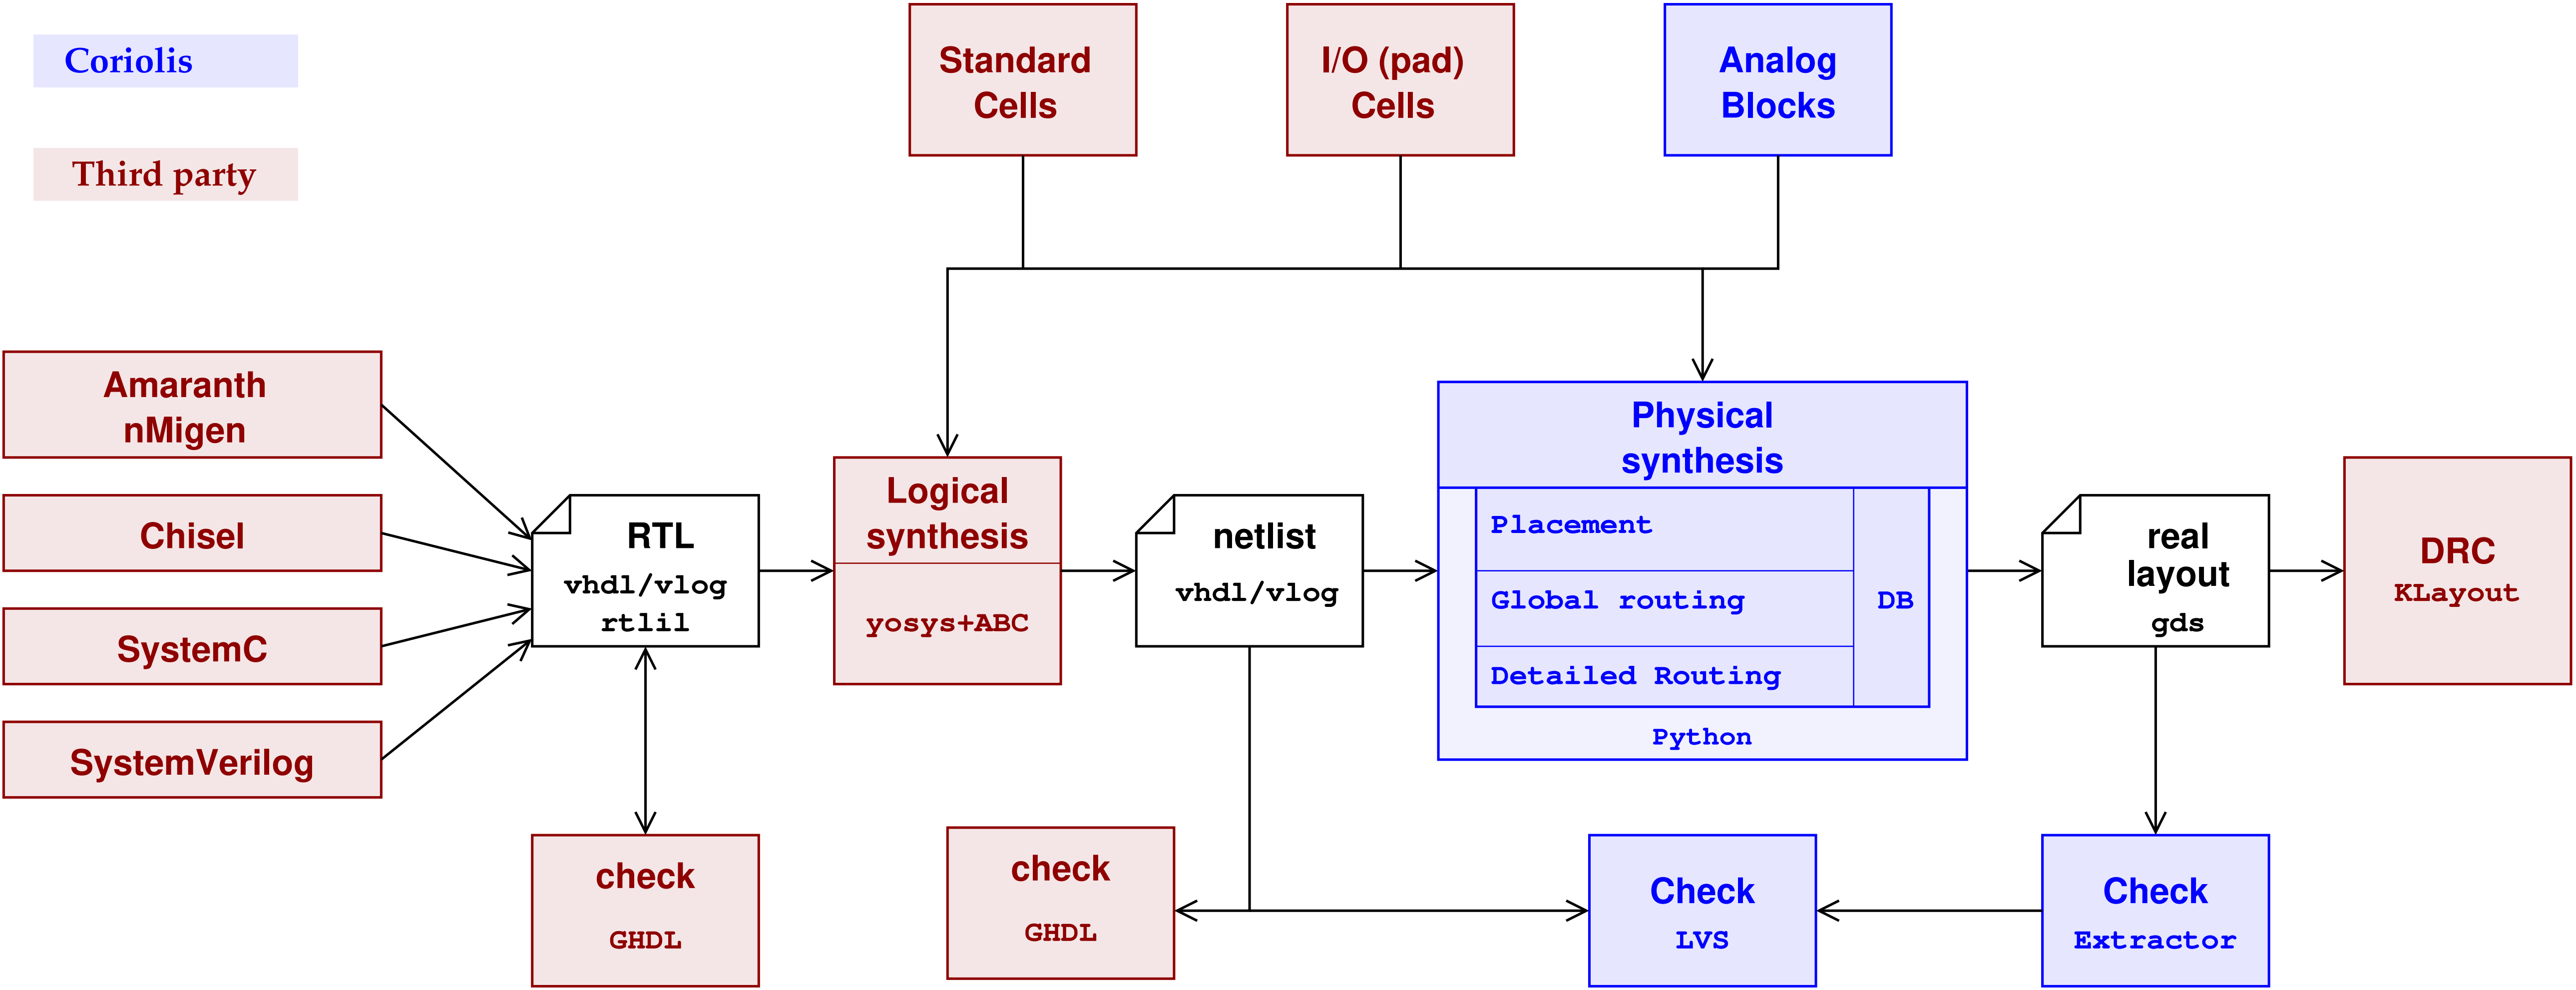 Coriolis
Third party
Standard
Cells
I/O (pad)
Cells
Analog
Blocks
Amaranth
nMigen
Chisel
SystemC
SystemVerilog
RTL
vhdl/vlog
rtlil
check
GHDL
Logical
synthesis
yosys+ABC
netlist
vhdl/vlog
check
GHDL
Physical
synthesis
Placement
Global routing
Detailed Routing
DB
Python
Check
LVS
real
layout
gds
Check
Extractor
DRC
KLayout